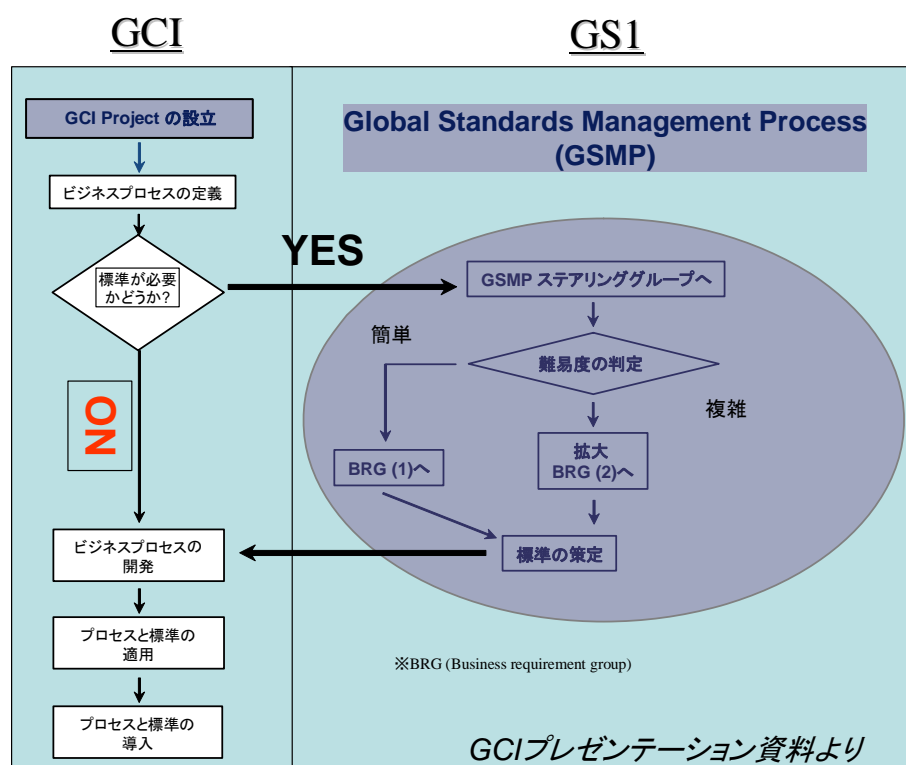 GCI
GS1
GCI Project の設立
ビジネスプロセスの定義
標準が必要
かどうか?
NO
ビジネスプロセスの
開発
プロセスと標準の
適用
プロセスと標準の
導入
Global Standards Management Process
(GSMP)
YES
GSMP ステアリンググループへ
簡単
難易度の判定
複雑
BRG (1)へ
拡大
BRG (2)へ
標準の策定
※BRG (Business requirement group)
GCIプレゼンテーション資料より